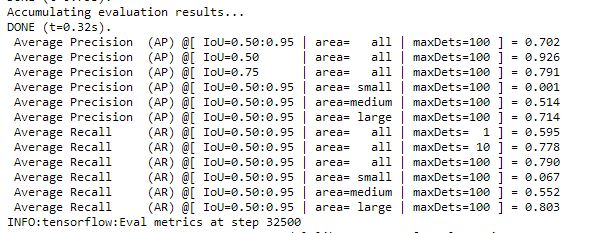 Accumulating evaluation results...
DONE (t=0.32s).
Average Precision  (AP) @[ IoU=0.50:0.95 | area=   all | maxDets=100 ] = 0.702
Average Precision  (AP) @[ IoU=0.50      | area=   all | maxDets=100 ] = 0.926
Average Precision  (AP) @[ IoU=0.75      | area=   all | maxDets=100 ] = 0.791
Average Precision  (AP) @[ IoU=0.50:0.95 | area= small | maxDets=100 ] = 0.001
Average Precision  (AP) @[ IoU=0.50:0.95 | area=medium | maxDets=100 ] = 0.514
Average Precision  (AP) @[ IoU=0.50:0.95 | area= large | maxDets=100 ] = 0.714
Average Recall     (AR) @[ IoU=0.50:0.95 | area=   all | maxDets=  1 ] = 0.595
Average Recall     (AR) @[ IoU=0.50:0.95 | area=   all | maxDets= 10 ] = 0.778
Average Recall     (AR) @[ IoU=0.50:0.95 | area=   all | maxDets=100 ] = 0.790
Average Recall     (AR) @[ IoU=0.50:0.95 | area= small | maxDets=100 ] = 0.067
Average Recall     (AR) @[ IoU=0.50:0.95 | area=medium | maxDets=100 ] = 0.552
Average Recall     (AR) @[ IoU=0.50:0.95 | area= large | maxDets=100 ] = 0.803
INFO:tensorflow:Eval metrics at step 32500